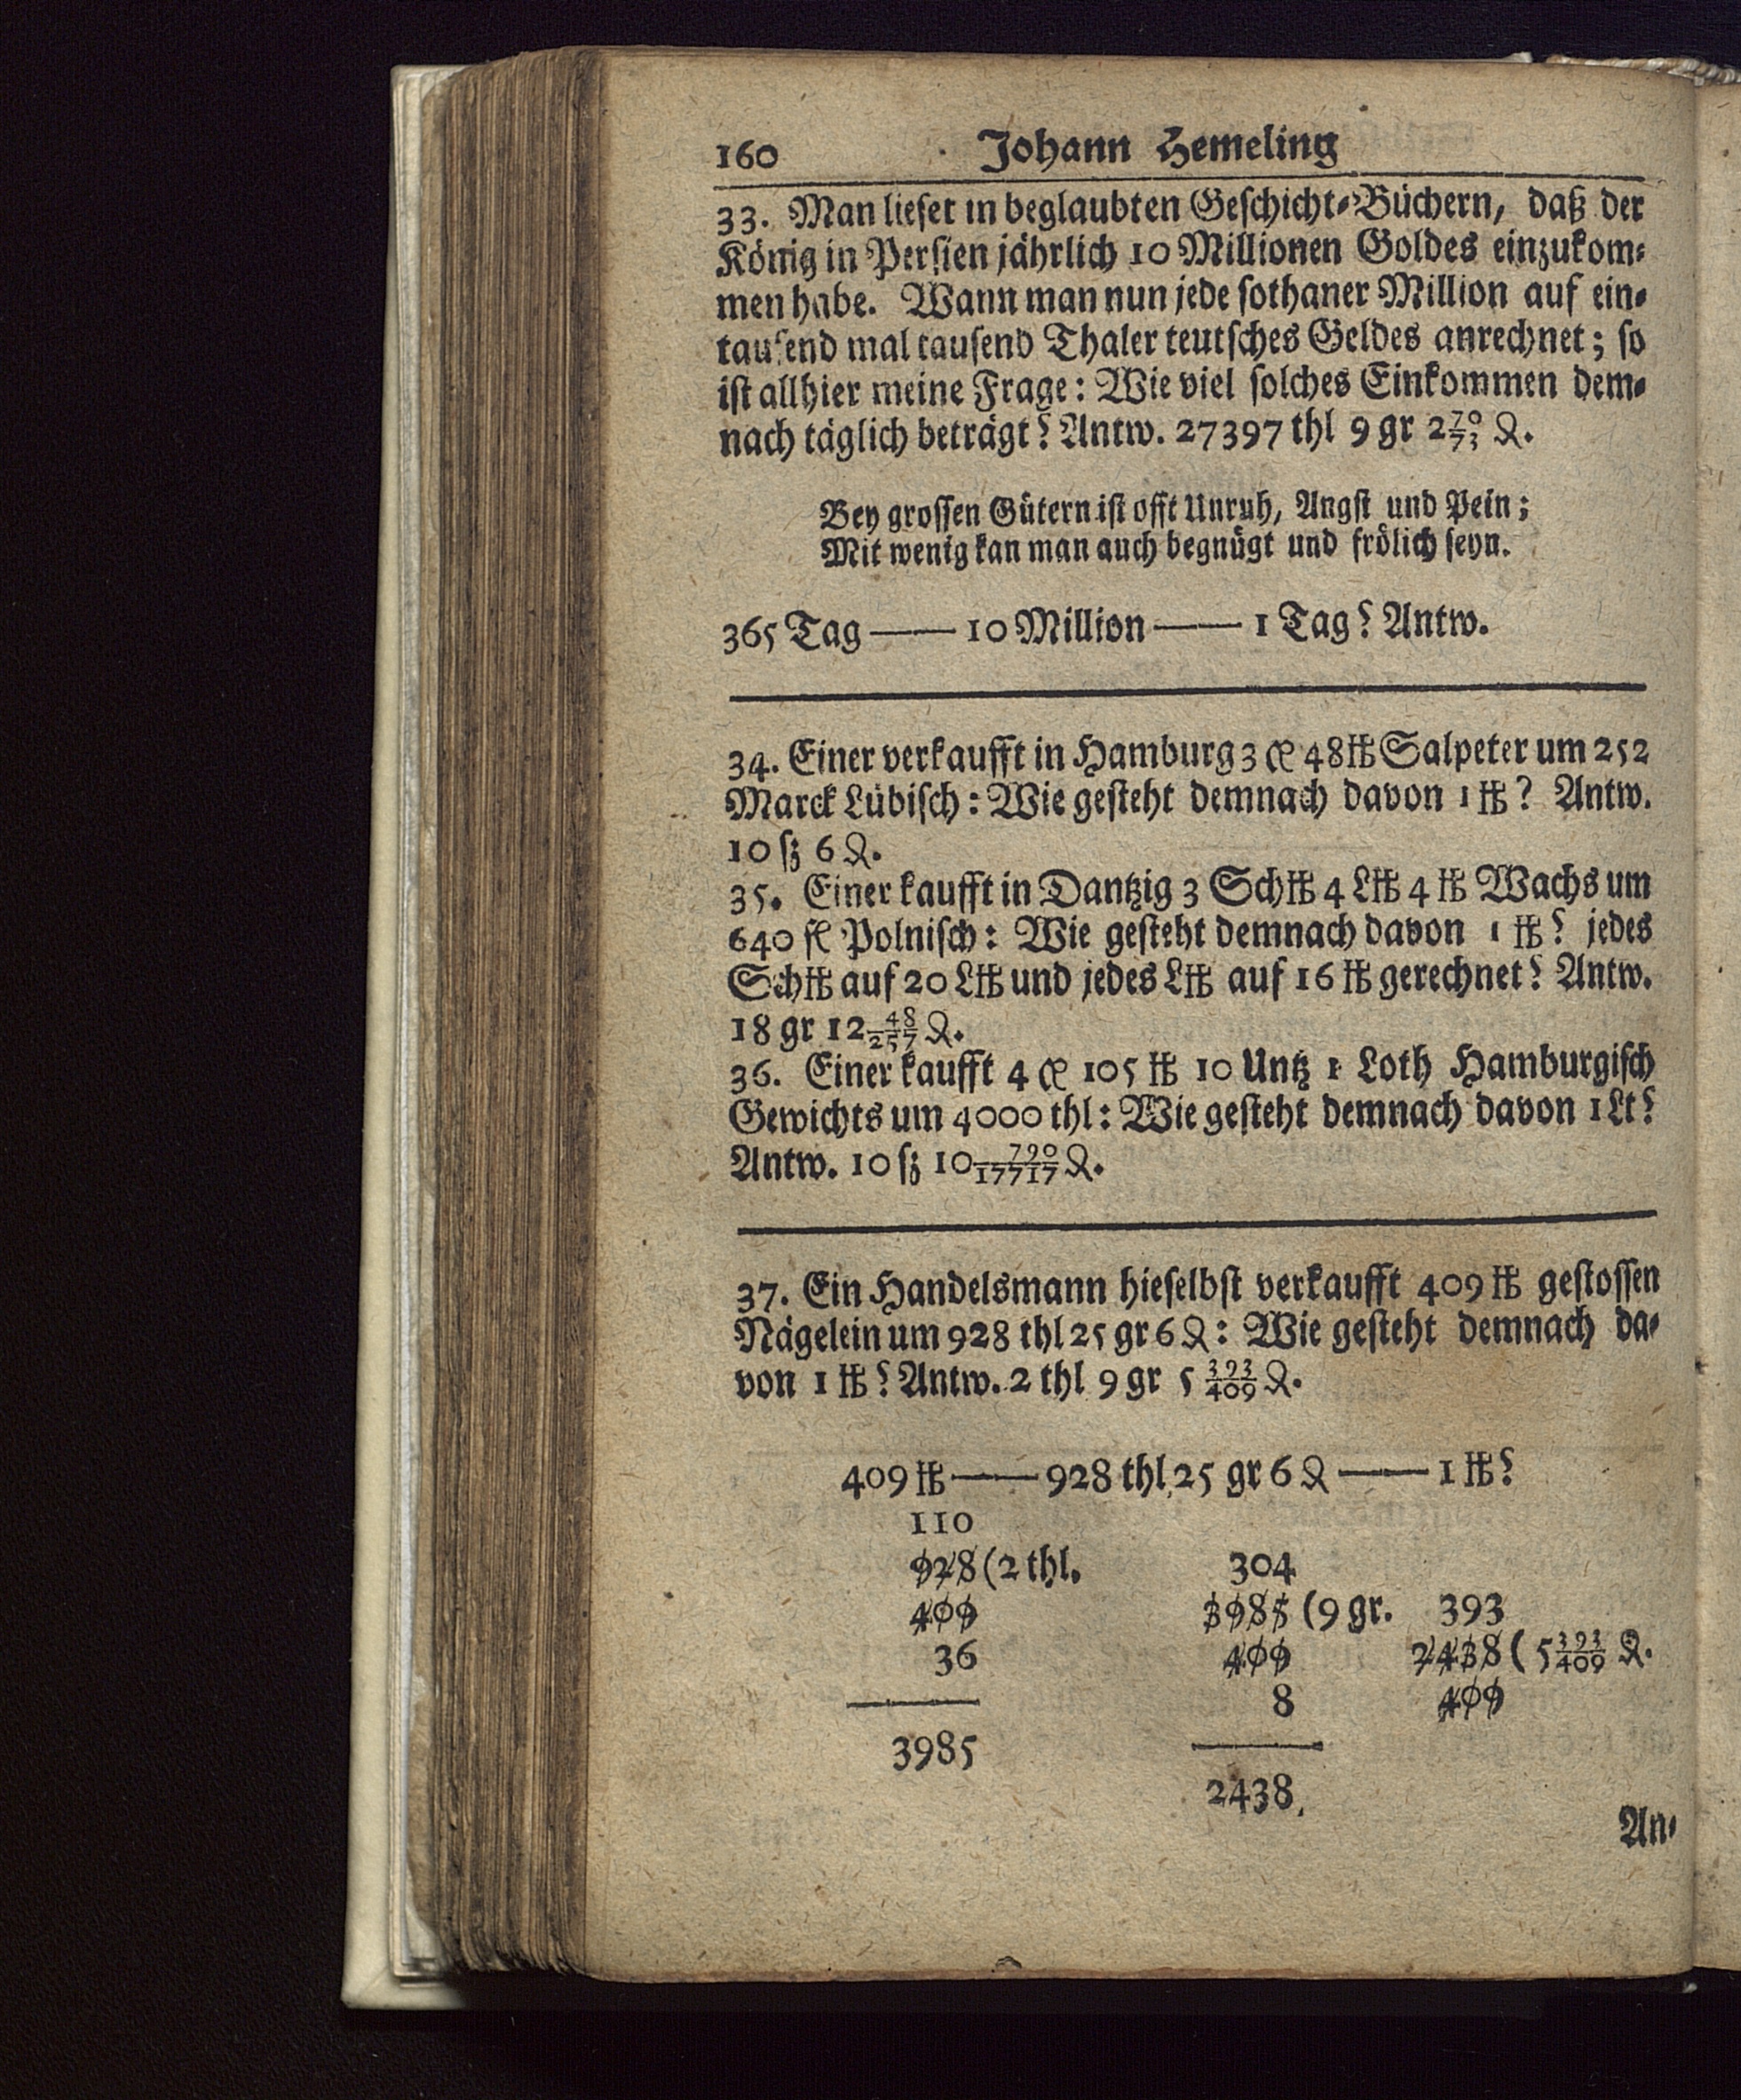 160 Johann Hemeling
33. Man lieset in beglaubten Geschicht-Büchern, daß der
König in Persien jährlich 10 Millionen Goldes einzukom-
men habe. Wann man nun jede sothaner Million auf ein-
tausend mal tausend Thaler teutsches Geldes anrechnet; so
ist allhier meine Frage: Wie viel solches Einkommen dem-
nach täglich beträgt? Antw. 27397 thl 9 gr 2 70/73 ₰.
Bey grossen Gütern ist offt Unruh, Angst und Pein;
Mit wenig kan man auch begnügt und frölich seyn.
365 Tag —— 10 Million —— 1 Tag? Antw.
34. Einer verkaufft in Hamburg 3 ꝶ 48 ℔ Salpeter um 252
Marck Lübisch: Wie gesteht demnach davon 1 ℔? Antw.
10 ßz 6 ₰.
35. Einer kaufft in Dantzig 3 Sch℔ 4 L℔ 4 ℔ Wachs um
640 fl Polnisch: Wie gesteht demnach davon 1 ℔? jedes
Sch℔ auf 20 L℔ und jedes L℔ auf 16 ℔ gerechnet? Antw.
18 gr 12 48/257 ₰.
36. Einer kaufft 4 ꝶ 105 ℔ 10 Untz 1 Loth Hamburgisch
Gewichts um 4000 thl: Wie gesteht demnach davon 1 Lt?
Antw. 10 ßz 10 790/17717 ₰.
37. Ein Handelsmann hieselbst verkaufft 409 ℔ gestossen
Nägelein um 928 thl 25 gr 6 ₰: Wie gesteht demnach da-
von 1 ℔? Antw. 2 thl 9 gr 5 393/409 ₰.
409 ℔ —— 928 thl 25 gr 6 ₰ —— 1 ℔?
110
928 (2 thl. 304
409 3985 (9 gr. 393
36 409 2438 (5 393/409 ₰.
8 409
3985
2438.
An-